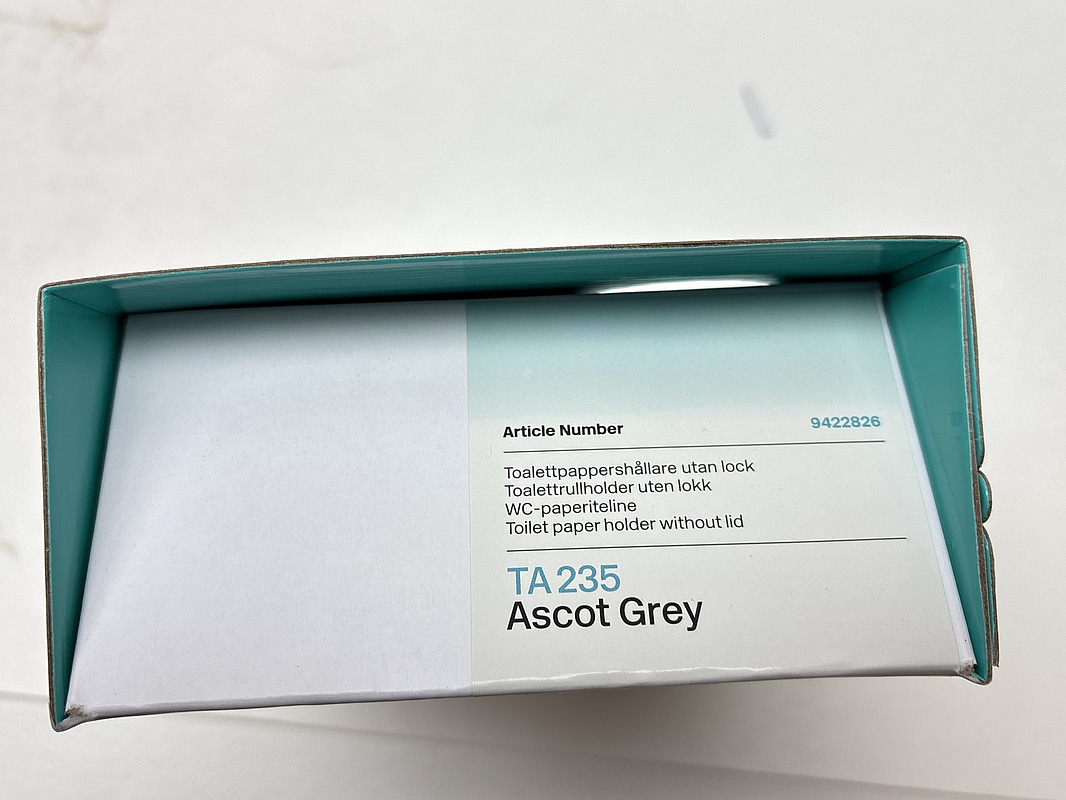 Article Number 9422826
Toalettpappershållare utan lock
Toalettrullholder uten lokk
WC-paperiteline
Toilet paper holder without lid
TA 235
Ascot Grey